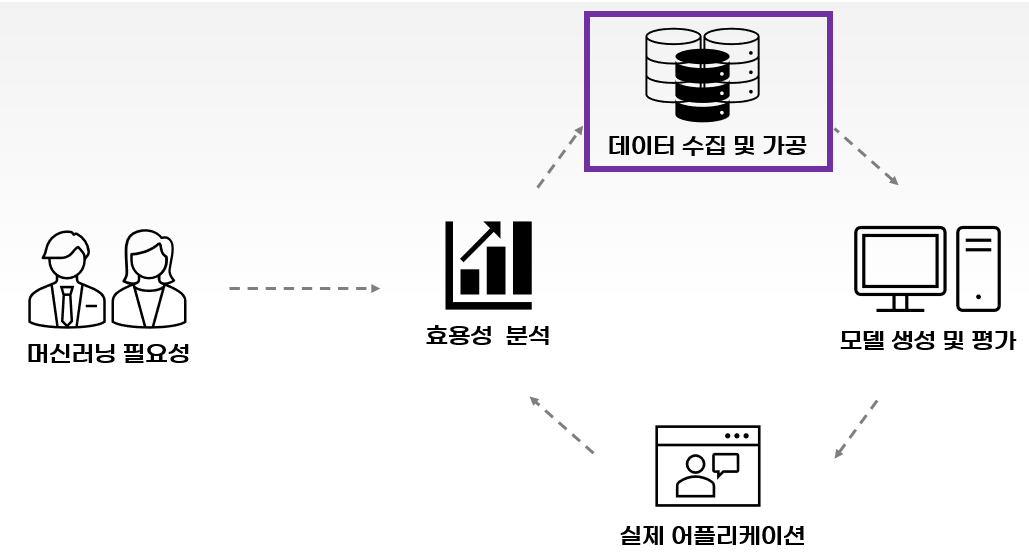 데이터 수집 및 가공
머신러닝 필요성
효용성 분석
모델 생성 및 평가
실제 어플리케이션